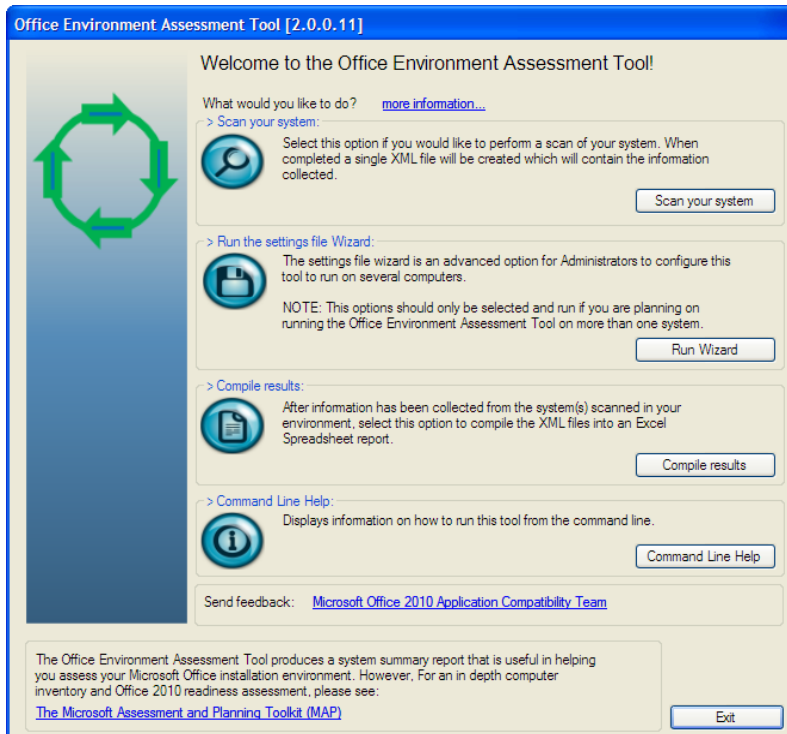 Office Environment Assessment Tool [2.0.0.11]
Welcome to the Office Environment Assessment Tool!
What would you like to do? more information...
> Scan your system:
Select this option if you would like to perform a scan of your system. When
completed a single XML file will be created which will contain the information
collected.
Scan your system
> Run the settings file Wizard:
The settings file wizard is an advanced option for Administrators to configure this
tool to run on several computers.
NOTE: This options should only be selected and run if you are planning on
running the Office Environment Assessment Tool on more than one system.
Run Wizard
> Compile results:
After information has been collected from the system(s) scanned in your
environment, select this option to compile the XML files into an Excel
Spreadsheet report.
Compile results
> Command Line Help:
Displays information on how to run this tool from the command line.
Command Line Help
Send feedback: Microsoft Office 2010 Application Compatibility Team
The Office Environment Assessment Tool produces a system summary report that is useful in helping
you assess your Microsoft Office installation environment. However, For an in depth computer
inventory and Office 2010 readiness assessment, please see:
The Microsoft Assessment and Planning Toolkit (MAP)
Exit